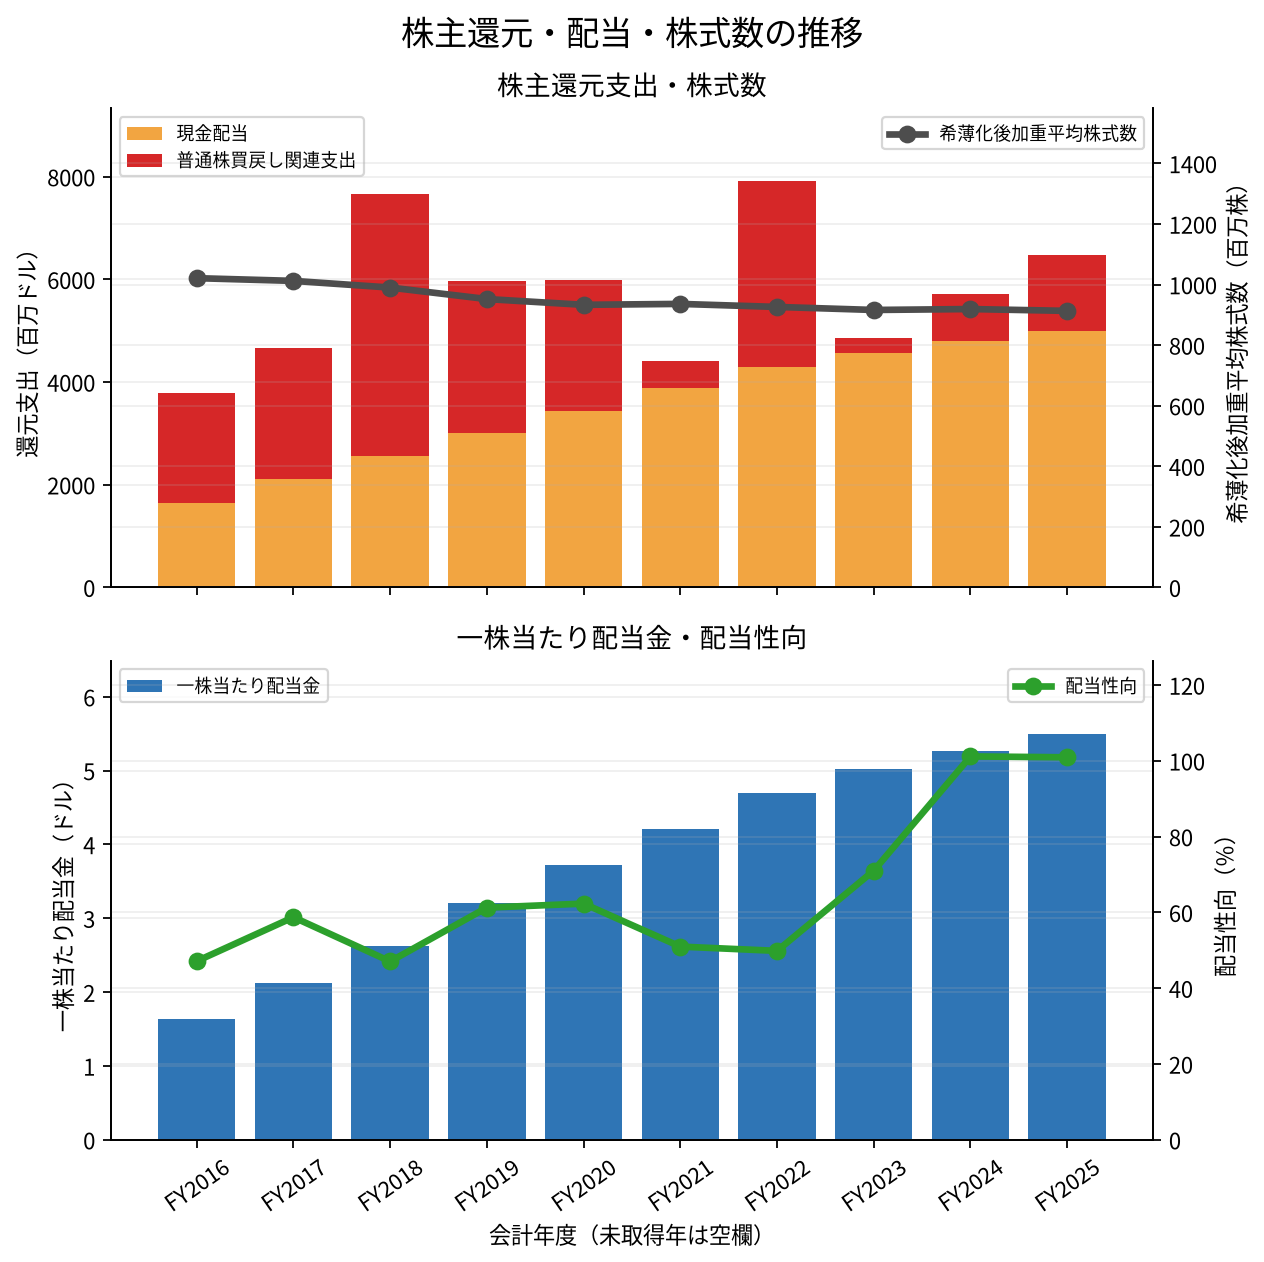 株主還元・配当・株式数の推移
株主還元支出・株式数
現金配当
普通株買戻し関連支出
希薄化後加重平均株式数
8000
6000
4000
2000
0
還元支出（百万ドル）
1400
1200
1000
800
600
400
200
0
希薄化後加重平均株式数（百万株）
一株当たり配当金・配当性向
一株当たり配当金
配当性向
6
5
4
3
2
1
0
一株当たり配当金（ドル）
120
100
80
60
40
20
0
配当性向（%）
FY2016
FY2017
FY2018
FY2019
FY2020
FY2021
FY2022
FY2023
FY2024
FY2025
会計年度（未取得年は空欄）